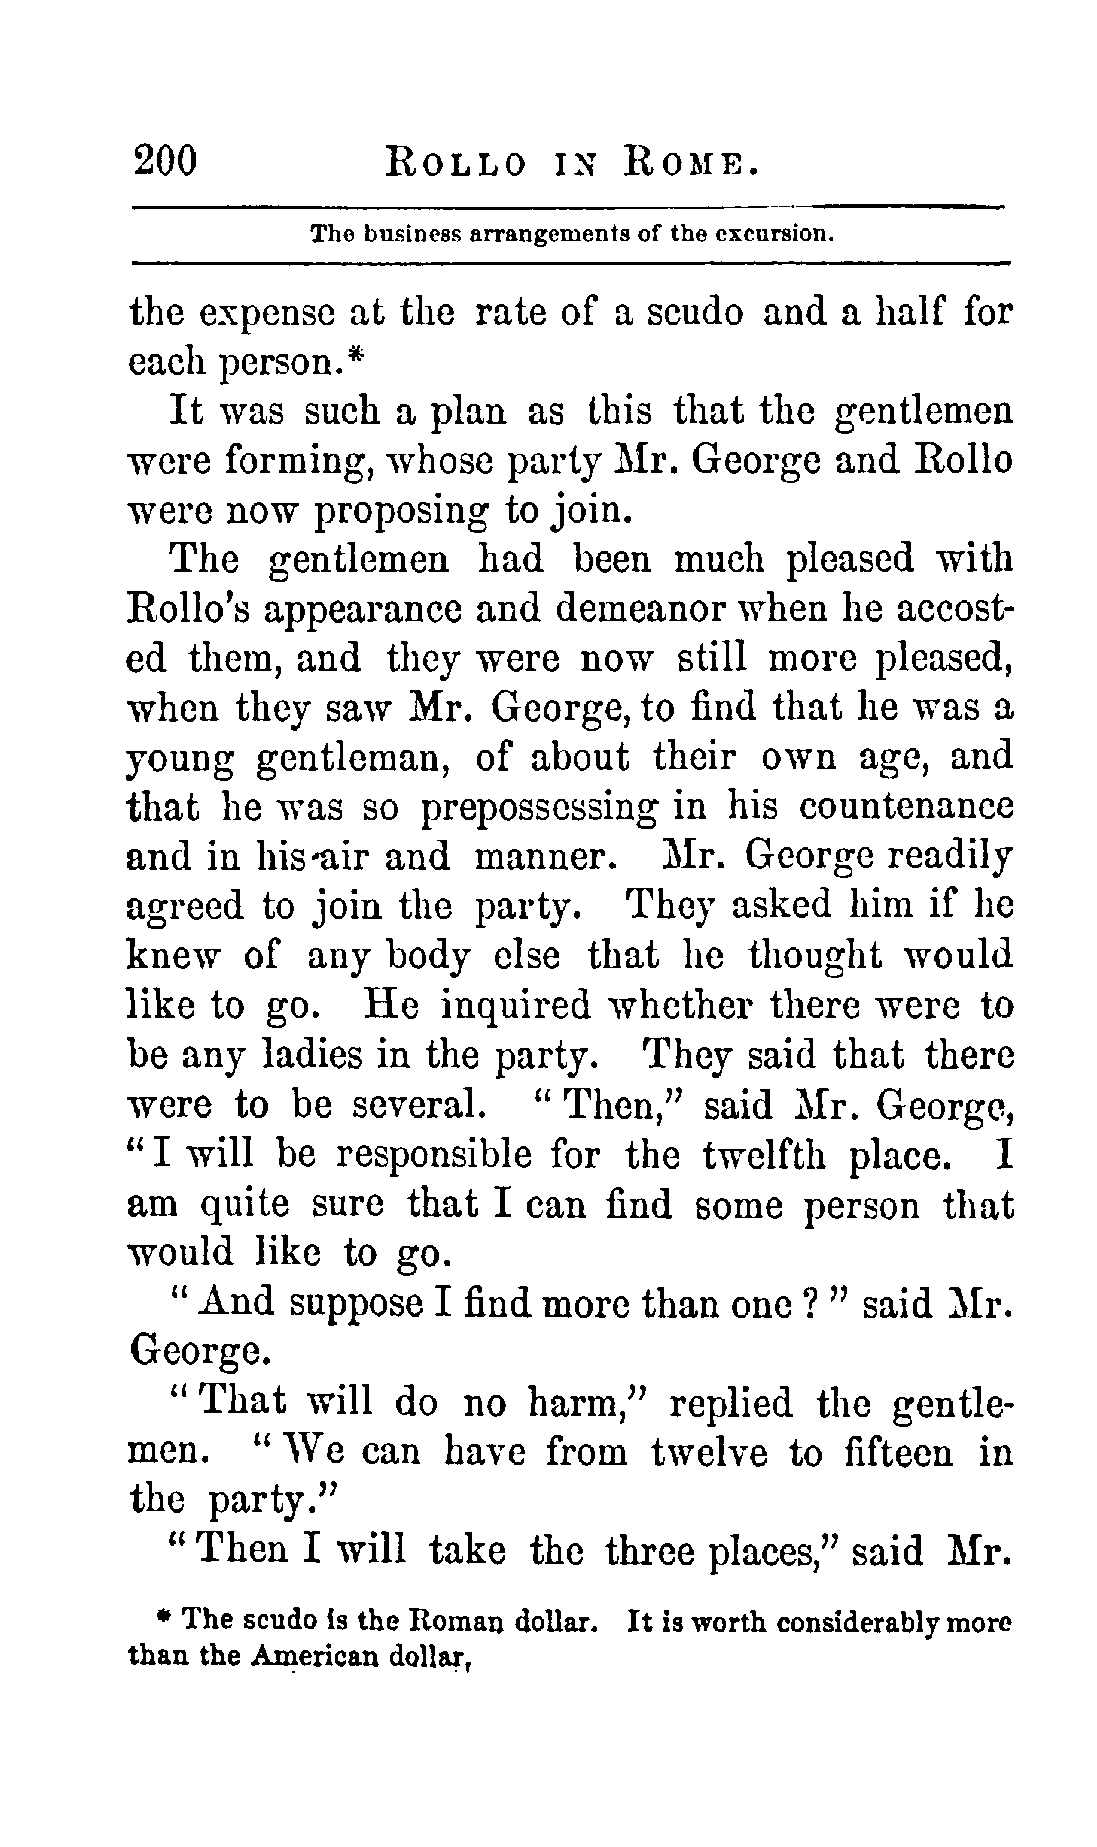 200 ROLLO IN ROME.
The business arrangements of the excursion.
the expense at the rate of a scudo and a half for
each person.*
It was such a plan as this that the gentlemen
were forming, whose party Mr. George and Rollo
were now proposing to join.
The gentlemen had been much pleased with
Rollo's appearance and demeanor when he accost-
ed them, and they were now still more pleased,
when they saw Mr. George, to find that he was a
young gentleman, of about their own age, and
that he was so prepossessing in his countenance
and in his air and manner. Mr. George readily
agreed to join the party. They asked him if he
knew of any body else that he thought would
like to go. He inquired whether there were to
be any ladies in the party. They said that there
were to be several. "Then," said Mr. George,
"I will be responsible for the twelfth place. I
am quite sure that I can find some person that
would like to go.
"And suppose I find more than one?" said Mr.
George.
"That will do no harm," replied the gentle-
men. "We can have from twelve to fifteen in
the party."
"Then I will take the three places," said Mr.
* The scudo is the Roman dollar. It is worth considerably more
than the American dollar,